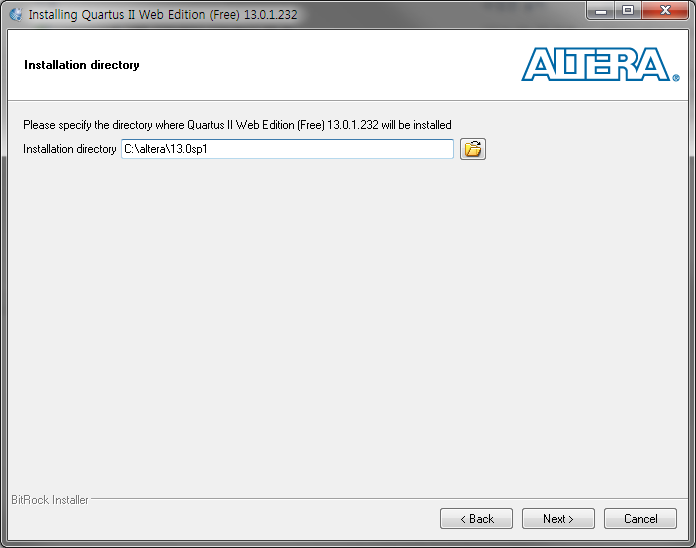 Installing Quartus II Web Edition (Free) 13.0.1.232
Installation directory
ALTERA®
Please specify the directory where Quartus II Web Edition (Free) 13.0.1.232 will be installed
Installation directory C:\altera\13.0sp1
BitRock Installer
< Back Next > Cancel